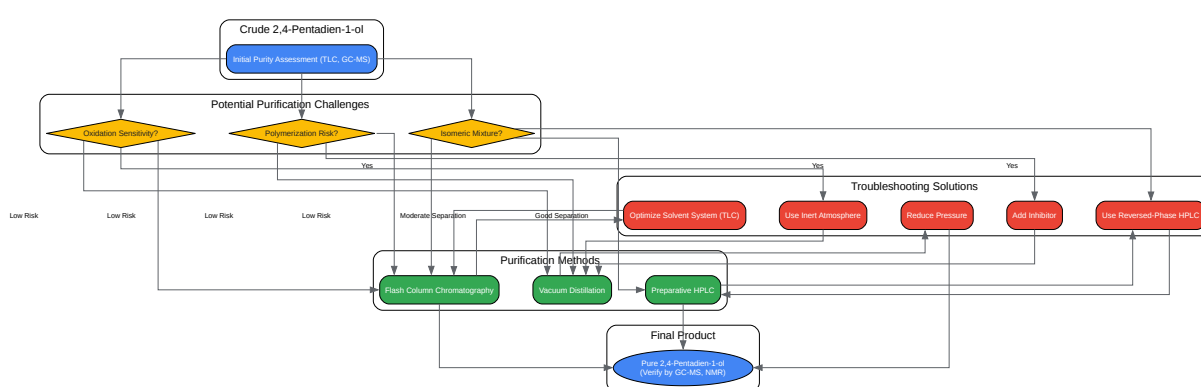 Crude 2,4-Pentadien-1-ol
Initial Purity Assessment (TLC, GC-MS)
Potential Purification Challenges
Oxidation Sensitivity?
Polymerization Risk?
Isomeric Mixture?
Yes
Yes
Yes
Troubleshooting Solutions
Low Risk
Low Risk
Low Risk
Low Risk
Moderate Separation
Good Separation
Optimize Solvent System (TLC)
Use Inert Atmosphere
Reduce Pressure
Add Inhibitor
Use Reversed-Phase HPLC
Purification Methods
Flash Column Chromatography
Vacuum Distillation
Preparative HPLC
Final Product
Pure 2,4-Pentadien-1-ol
(Verify by GC-MS, NMR)